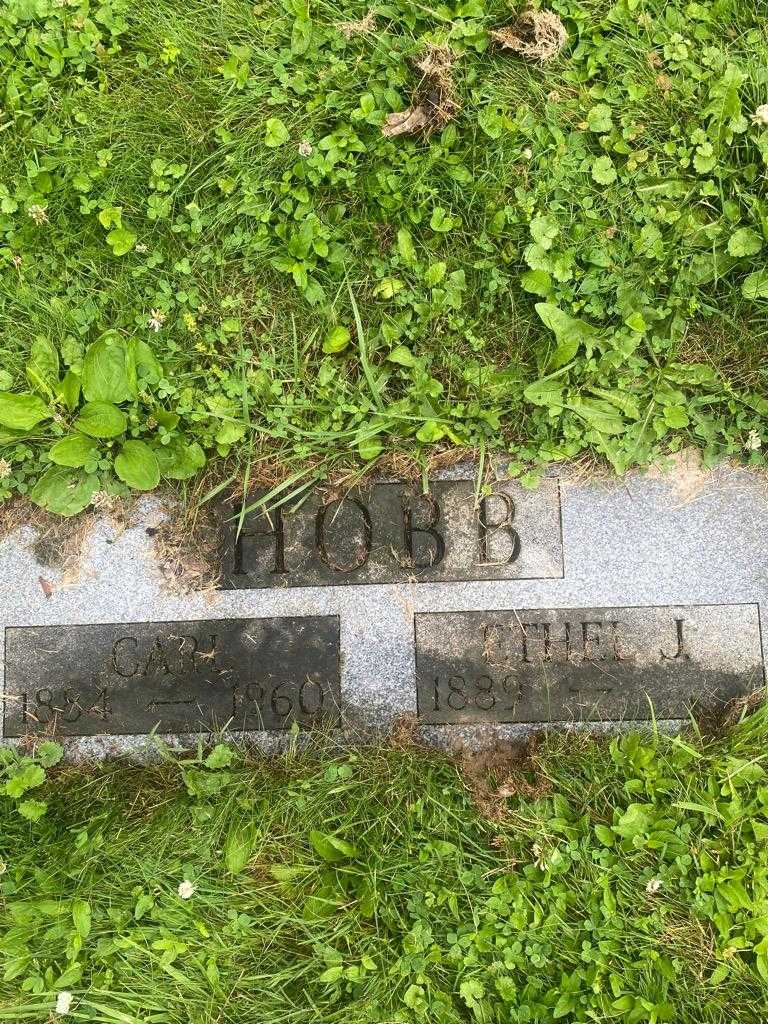 HOBB
CARL
1884 — 1960
ETHEL J.
1889 —